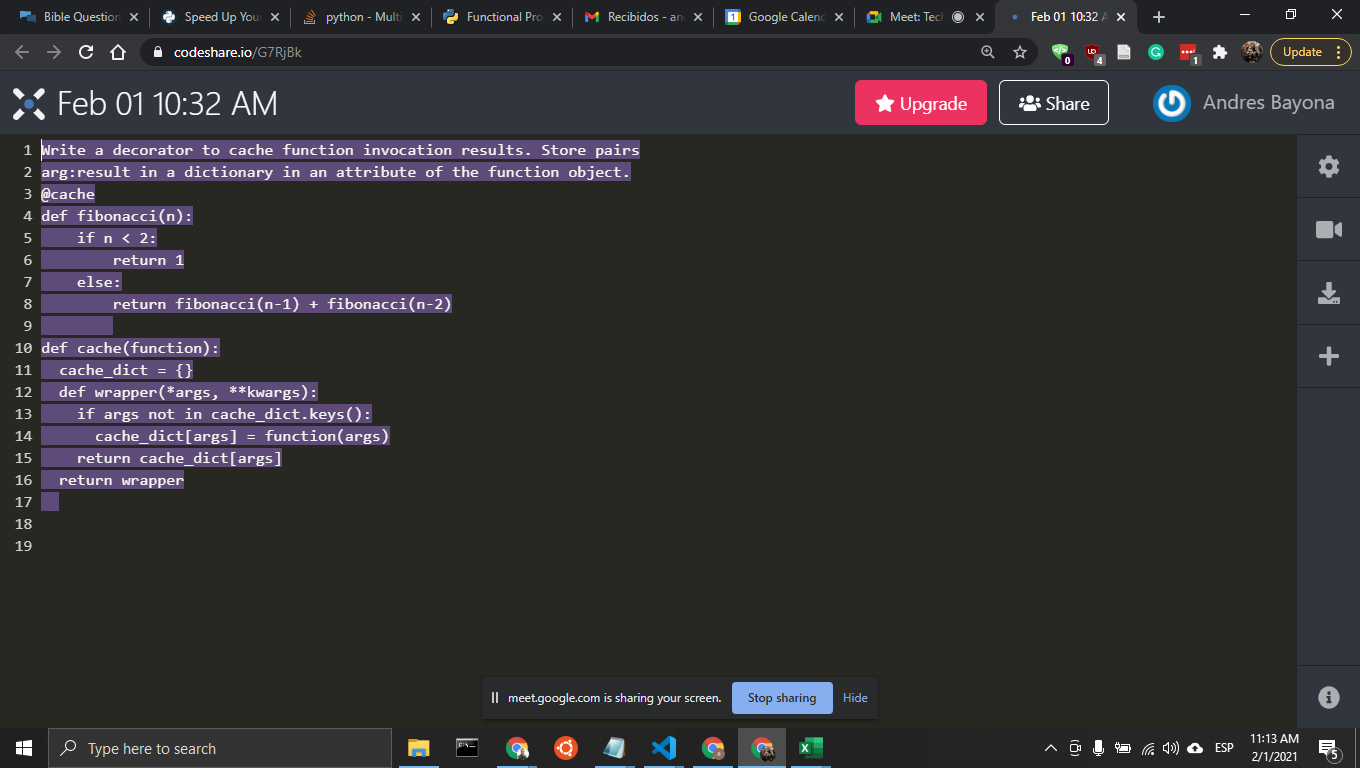 Bible Question
Speed Up You
python - Multi
Functional Pro
Recibidos - an
Google Calend
Meet: Tech
Feb 01 10:32 A
codeshare.io/G7RjBk
0
4
1
Update
Feb 01 10:32 AM
Upgrade
Share
Andres Bayona
1 Write a decorator to cache function invocation results. Store pairs
2 arg:result in a dictionary in an attribute of the function object.
3 @cache
4 def fibonacci(n):
5     if n < 2:
6         return 1
7     else:
8         return fibonacci(n-1) + fibonacci(n-2)
9
10 def cache(function):
11   cache_dict = {}
12   def wrapper(*args, **kwargs):
13     if args not in cache_dict.keys():
14       cache_dict[args] = function(args)
15     return cache_dict[args]
16   return wrapper
17
18
19
meet.google.com is sharing your screen.
Stop sharing
Hide
Type here to search
ESP
11:13 AM
2/1/2021
5